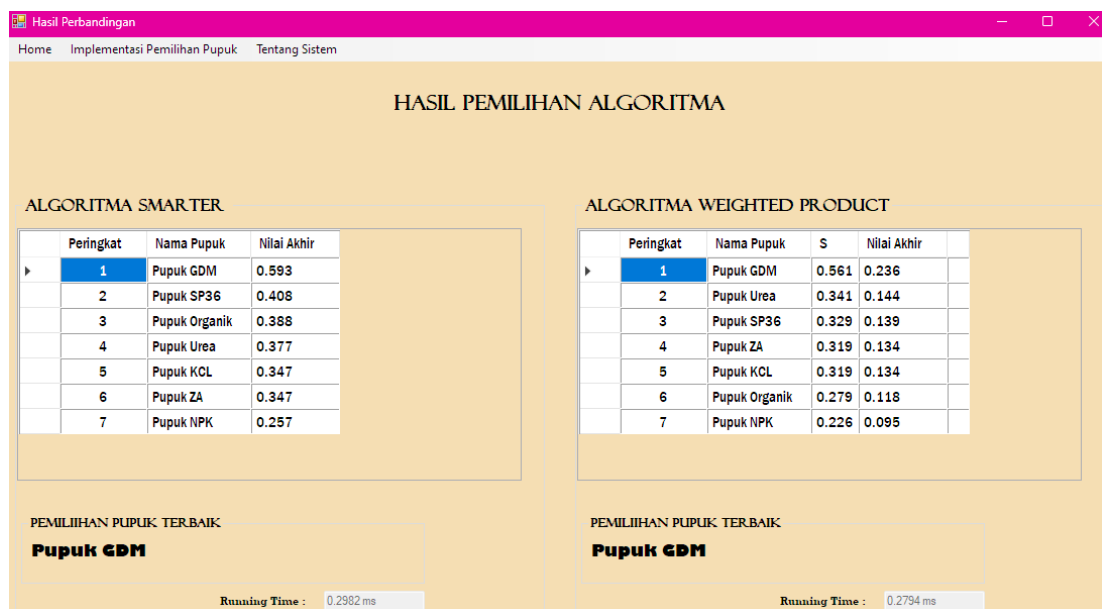 Hasil Perbandingan
Home Implementasi Pemilihan Pupuk Tentang Sistem
HASIL PEMILIHAN ALGORITMA
ALGORITMA SMARTER
Peringkat Nama Pupuk Nilai Akhir
1 Pupuk GDM 0.593
2 Pupuk SP36 0.408
3 Pupuk Organik 0.388
4 Pupuk Urea 0.377
5 Pupuk KCL 0.347
6 Pupuk ZA 0.347
7 Pupuk NPK 0.257
PEMILIIHAN PUPUK TERBAIK
Pupuk GDM
Running Time : 0.2982 ms
ALGORITMA WEIGHTED PRODUCT
Peringkat Nama Pupuk S Nilai Akhir
1 Pupuk GDM 0.561 0.236
2 Pupuk Urea 0.341 0.144
3 Pupuk SP36 0.329 0.139
4 Pupuk ZA 0.319 0.134
5 Pupuk KCL 0.319 0.134
6 Pupuk Organik 0.279 0.118
7 Pupuk NPK 0.226 0.095
PEMILIIHAN PUPUK TERBAIK
Pupuk GDM
Running Time : 0.2794 ms